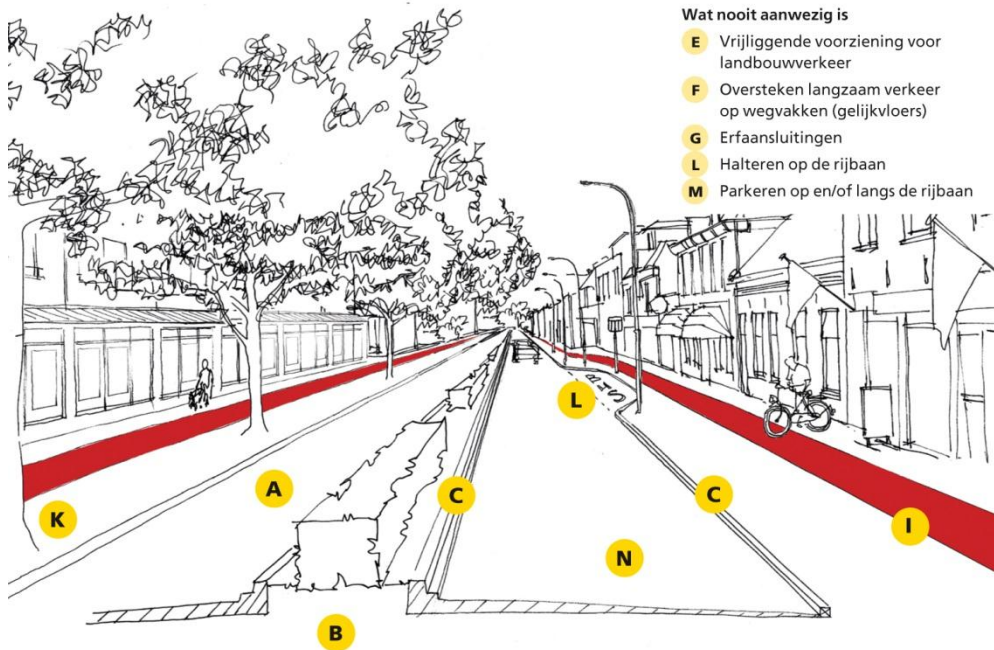 Wat nooit aanwezig is
E Vrijliggende voorziening voor
landbouwverkeer
F Oversteken langzaam verkeer
op wegvakken (gelijkvloers)
G Erfaansluitingen
L Halteren op de rijbaan
M Parkeren op en/of langs de rijbaan
BUS
L
A
C
C
K
I
N
B